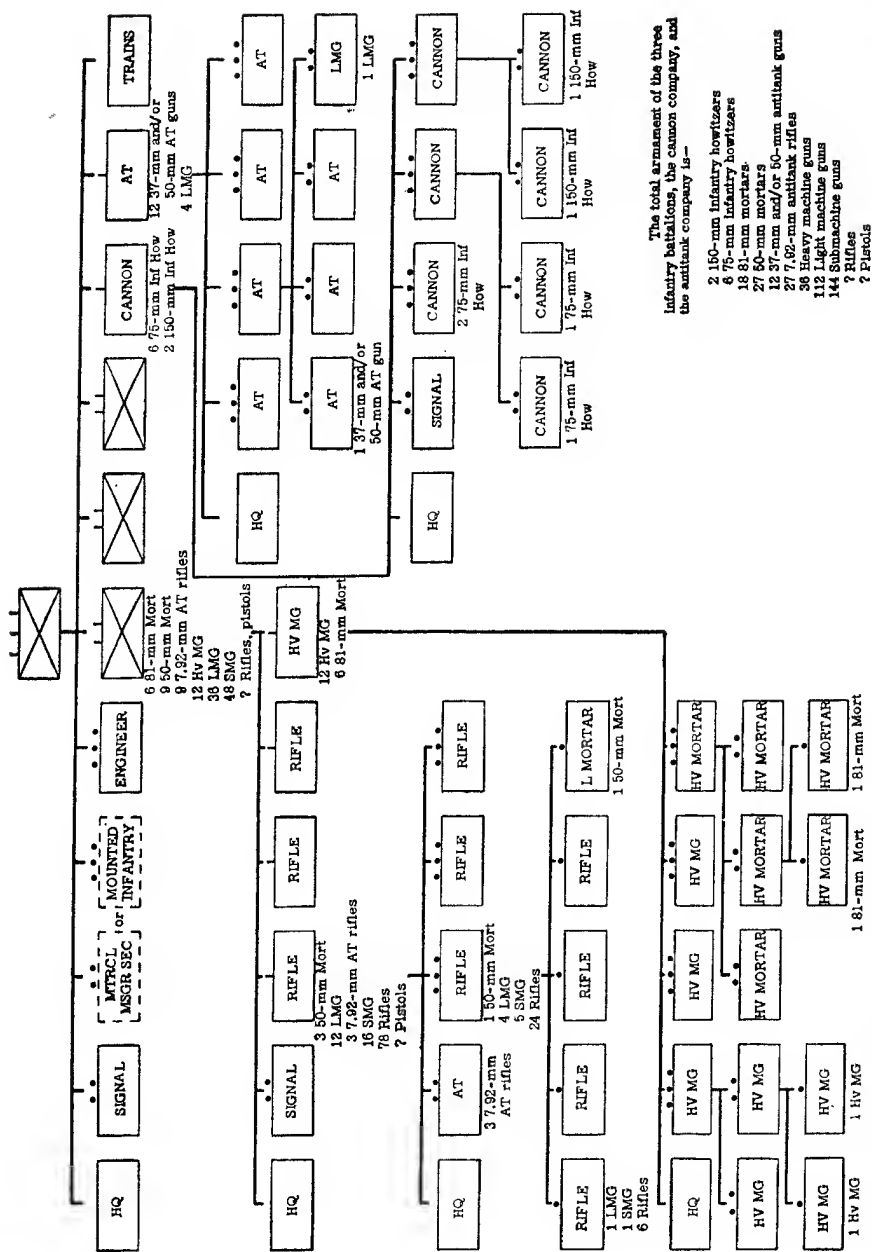 HQ
SIGNAL
MTRCL
MSGR SEC
or
MOUNTED
INFANTRY
ENGINEER
6 81-mm Mort
9 50-mm Mort
9 7.92-mm AT rifles
12 Hv MG
36 LMG
48 SMG
? Rifles, pistols
CANNON
6 75-mm Inf How
2 150-mm Inf How
AT
12 37-mm and/or
50-mm AT guns
4 LMG
TRAINS
HQ
AT
AT
AT
AT
AT
1 37-mm and/or
50-mm AT gun
AT
AT
LMG
1 LMG
HQ
SIGNAL
CANNON
2 75-mm Inf
How
CANNON
CANNON
CANNON
1 75-mm Inf
How
CANNON
1 75-mm Inf
How
CANNON
1 150-mm Inf
How
CANNON
1 150-mm Inf
How
HQ
SIGNAL
RIFLE
3 50-mm Mort
12 LMG
3 7.92-mm AT rifles
16 SMG
78 Rifles
? Pistols
RIFLE
RIFLE
HV MG
12 Hv MG
6 81-mm Mort
HQ
AT
3 7.92-mm
AT rifles
RIFLE
1 50-mm Mort
4 LMG
5 SMG
24 Rifles
RIFLE
RIFLE
RIFLE
1 LMG
1 SMG
6 Rifles
RIFLE
RIFLE
RIFLE
L MORTAR
1 50-mm Mort
HQ
HV MG
HV MG
HV MG
HV MORTAR
HV MG
HV MG
HV MORTAR
HV MORTAR
HV MORTAR
HV MG
1 Hv MG
HV MG
1 Hv MG
HV MORTAR
1 81-mm Mort
HV MORTAR
1 81-mm Mort
The total armament of the three
infantry battalions, the cannon company, and
the antitank company is—
2 150-mm infantry howitzers
6 75-mm infantry howitzers
18 81-mm mortars
27 50-mm mortars
12 37-mm and/or 50-mm antitank guns
27 7.92-mm antitank rifles
36 Heavy machine guns
112 Light machine guns
144 Submachine guns
? Rifles
? Pistols